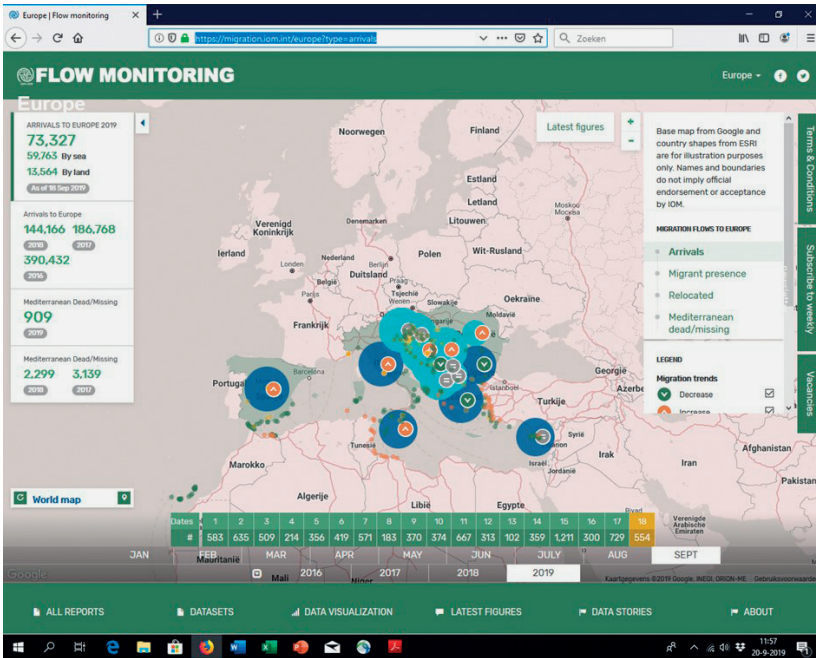 Europe | Flow monitoring
https://migration.iom.int/europe?type=arrivals
Zoeken
FLOW MONITORING
Europe
Europe
ARRIVALS TO EUROPE 2019
73,327
59,763 By sea
13,564 By land
As of 18 Sep 2019
Arrivals to Europe
144,166 186,768
2018 2017
390,432
2016
Mediterranean Dead/Missing
909
2019
Mediterranean Dead/Missing
2,299 3,139
2018 2017
World map
Latest figures
+
-
Base map from Google and
country shapes from ESRI
are for illustration purposes
only. Names and boundaries
do not imply official
endorsement or acceptance
by IOM.
MIGRATION FLOWS TO EUROPE
Arrivals
Migrant presence
Relocated
Mediterranean
dead/missing
LEGEND
Migration trends
Decrease
Increase
Terms & Conditions
Subscribe to weekly
Vacancies
Noorwegen
Finland
Estland
Letland
Litouwen
Moskou
Москва
Denemarken
Verenigd
Koninkrijk
Ierland
Londen
Nederland
Berlijn
Polen
Wit-Rusland
België
Duitsland
Praag
Parijs
Tsjechië
Wenen
Slowakije
Oekraïne
Moldavië
Frankrijk
Barcelona
Portugal
Istanboel
Georgië
Azerbe
Turkije
Syrië
Tunesië
Israël
Jordanië
Irak
Iran
Afghanistan
Pakistan
Marokko
Algerije
Libië
Egypte
Riyad
Verenigde
Arabische
Emiraten
Mauritanië
Mali
Niger
Dates 1 2 3 4 5 6 7 8 9 10 11 12 13 14 15 16 17 18
# 583 635 509 214 356 419 571 183 370 374 667 313 102 359 1,211 300 729 554
JAN FEB MAR APR MAY JUN JULY AUG SEPT
2016 2017 2018 2019
Google
Kaartgegevens ©2019 Google, INEGI, ORION-ME Gebruiksvoorwaarde
ALL REPORTS DATASETS DATA VISUALIZATION LATEST FIGURES DATA STORIES ABOUT
11:57
20-9-2019